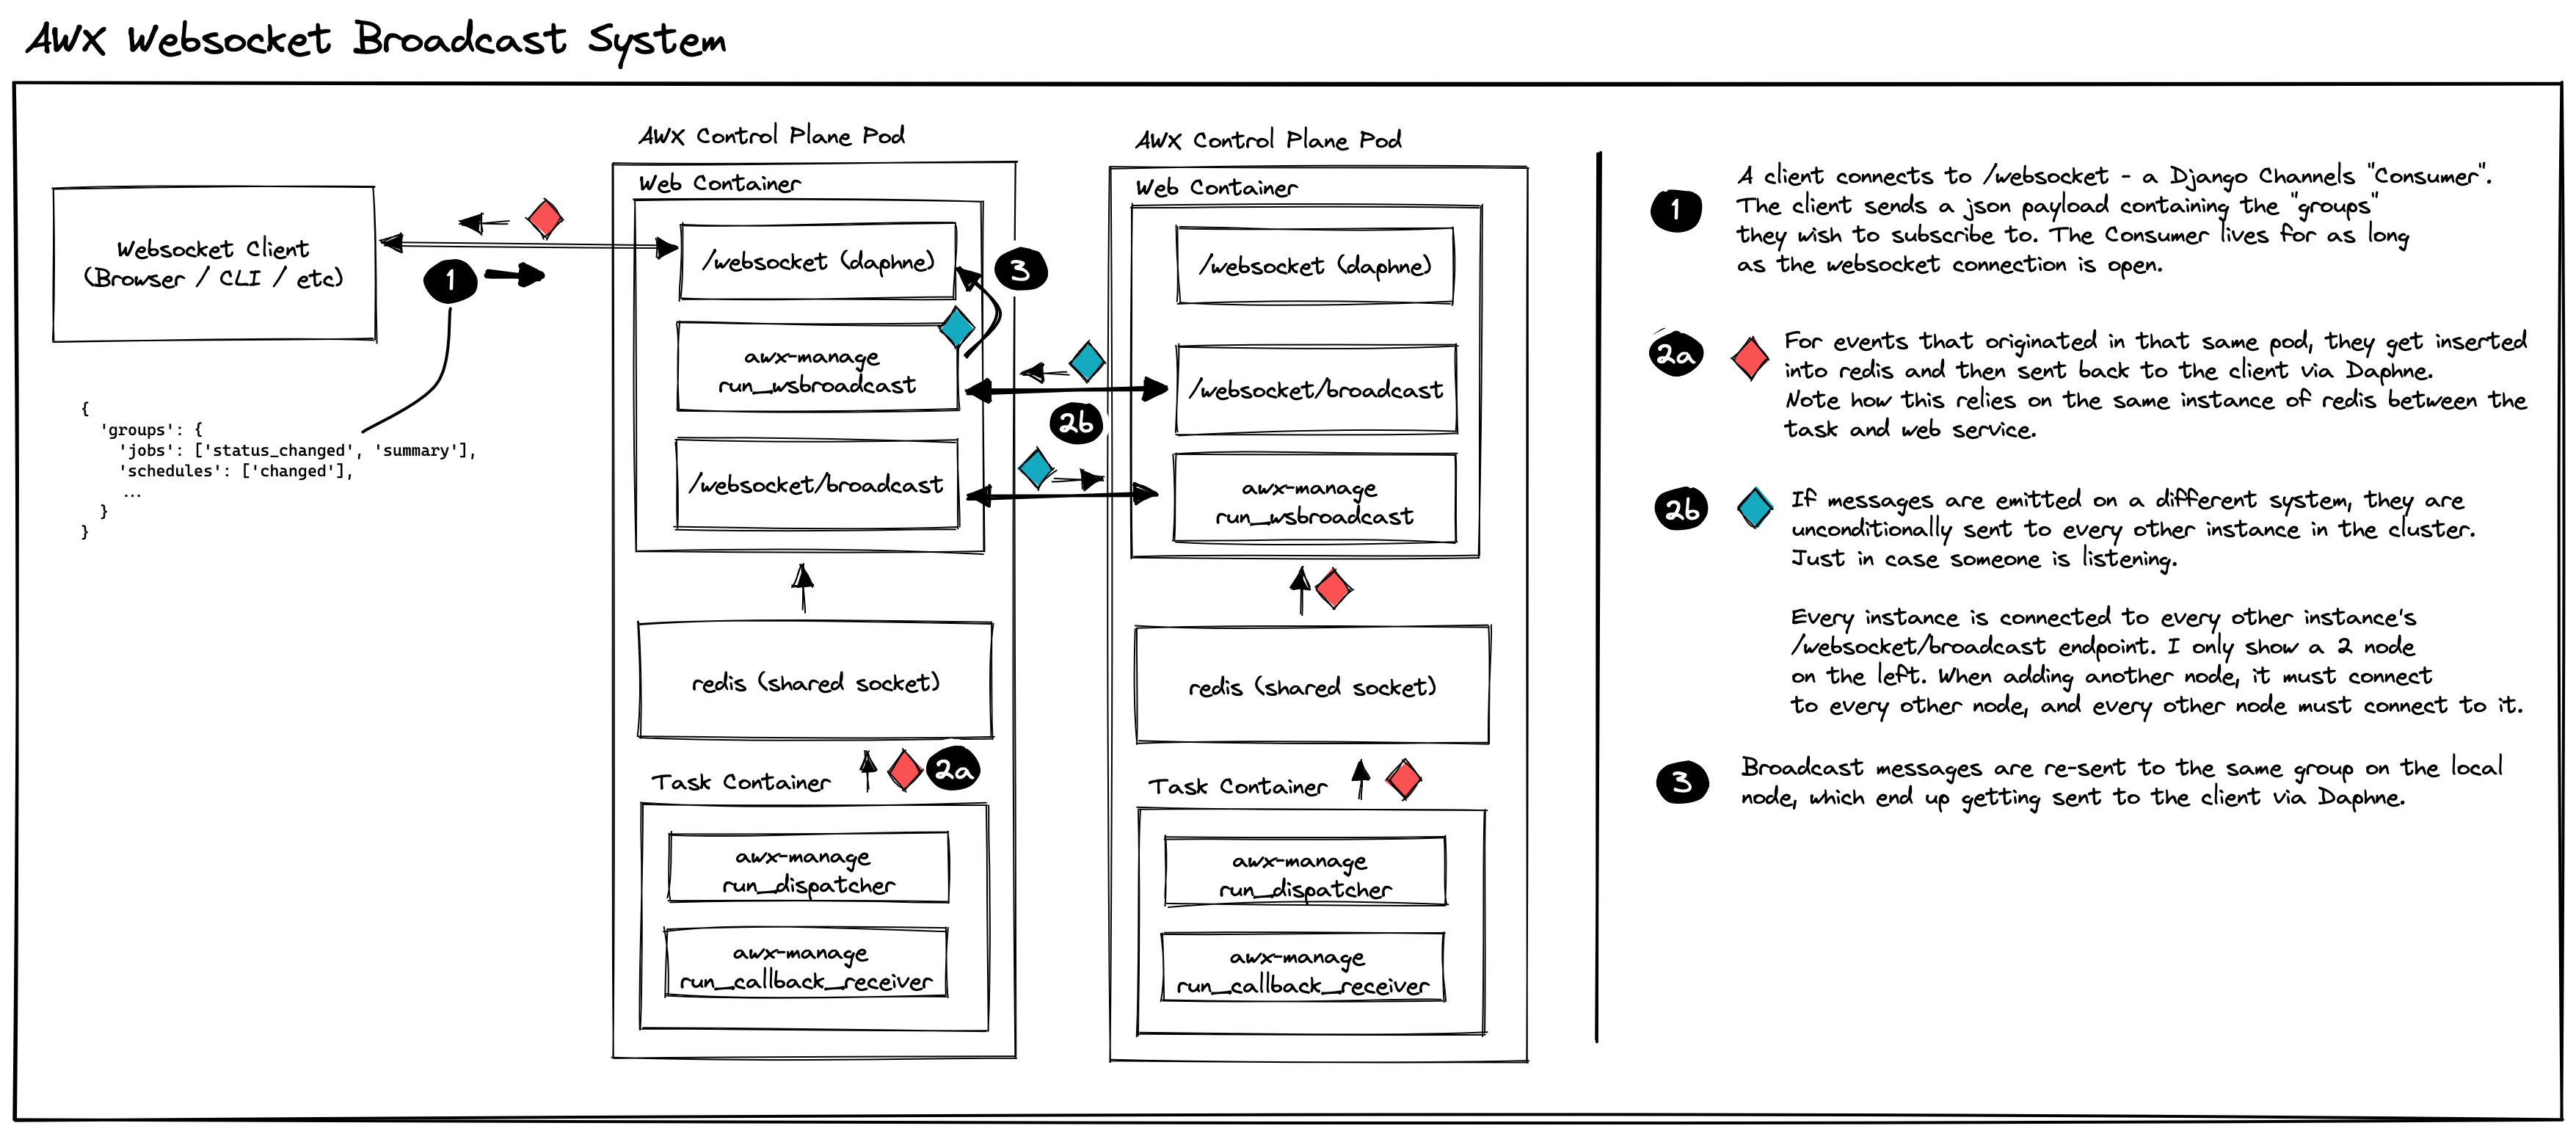 AWX Websocket Broadcast System
Websocket Client
(Browser / CLI / etc)
1
{
'groups': {
'jobs': ['status_changed', 'summary'],
'schedules': ['changed'],
...
}
}
AWX Control Plane Pod
Web Container
/websocket (daphne)
3
awx-manage
run_wsbroadcast
/websocket/broadcast
2b
redis (shared socket)
2a
Task Container
awx-manage
run_dispatcher
awx-manage
run_callback_receiver
AWX Control Plane Pod
Web Container
/websocket (daphne)
/websocket/broadcast
awx-manage
run_wsbroadcast
redis (shared socket)
Task Container
awx-manage
run_dispatcher
awx-manage
run_callback_receiver
1
A client connects to /websocket - a Django Channels "Consumer".
The client sends a json payload containing the "groups"
they wish to subscribe to. The Consumer lives for as long
as the websocket connection is open.
2a
For events that originated in that same pod, they get inserted
into redis and then sent back to the client via Daphne.
Note how this relies on the same instance of redis between the
task and web service.
2b
If messages are emitted on a different system, they are
unconditionally sent to every other instance in the cluster.
Just in case someone is listening.
Every instance is connected to every other instance's
/websocket/broadcast endpoint. I only show a 2 node
on the left. When adding another node, it must connect
to every other node, and every other node must connect to it.
3
Broadcast messages are re-sent to the same group on the local
node, which end up getting sent to the client via Daphne.